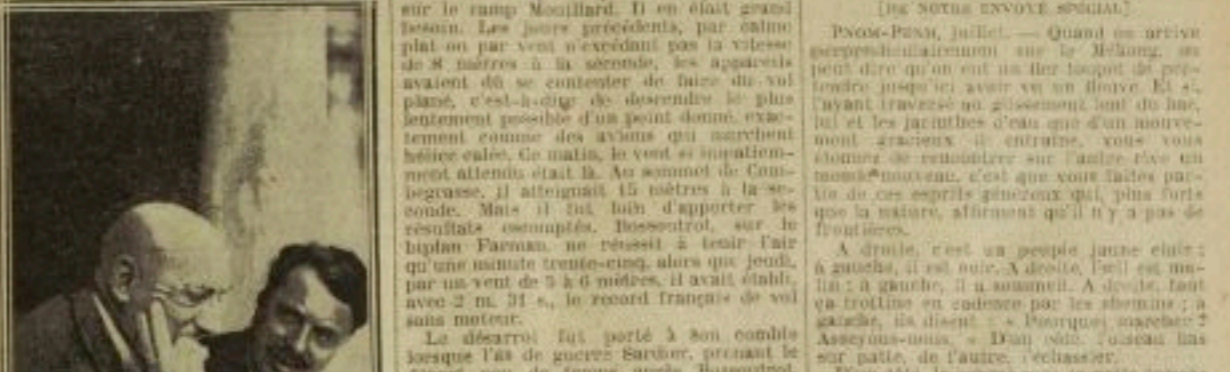 sur le camp Mouillard. Il en était grand
besoin. Les jours précédents, par calme
plat ou par vent n'excédant pas la vitesse
de 8 mètres à la seconde, les appareils
avaient dû se contenter de faire du vol
plané, c'est-à-dire de descendre le plus
lentement possible d'un point donné, exac-
tement comme des avions qui marchent
hélice calée. Ce matin, le vent si impatiem-
ment attendu était là. Au sommet de Com-
begrasse, il atteignait 15 mètres à la se-
conde. Mais il fut loin d'apporter les
résultats escomptés. Bossoutrot, sur le
biplan Farman, ne réussit à tenir l'air
qu'une minute trente-cinq, alors que jeudi,
par un vent de 5 à 6 mètres, il avait établi,
avec 2 m. 31 s., le record français de vol
sans moteur.
Le désarroi fut porté à son comble
lorsque l'as de guerre Sardier, prenant le
[DE NOTRE ENVOYÉ SPÉCIAL]
PNOM-PENH, juillet. — Quand on arrive
perpendiculairement sur le Mékong, on
peut dire qu'on eut un fier toupet de pré-
tendre jusqu'ici avoir vu un fleuve. Et si,
l'ayant traversé au glissement lent du bac,
lui et les jacinthes d'eau que d'un mouve-
ment gracieux il entraîne, vous vous
étonnez de rencontrer sur l'autre rive un
monde nouveau, c'est que vous faites par-
tie de ces esprits généreux qui, plus forts
que la nature, affirment qu'il n'y a pas de
frontières.
A droite, c'est un peuple jaune clair ;
à gauche, il est noir. A droite, l'œil est ma-
lin ; à gauche, il a sommeil. A droite, tout
ça trottine en cadence par les chemins ; à
gauche, ils disent : « Pourquoi marcher ?
Asseyons-nous. » D'un côté, l'oiseau bas
sur patte, de l'autre, l'échassier.